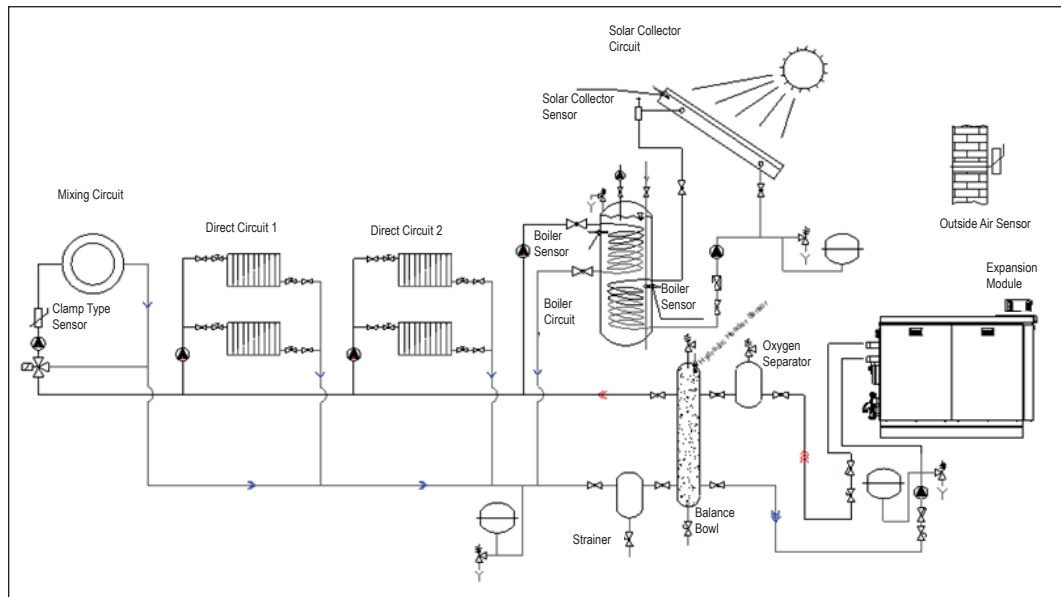 Solar Collector
Circuit
Solar Collector
Sensor
Mixing Circuit
Direct Circuit 1
Direct Circuit 2
Outside Air Sensor
Boiler
Sensor
Boiler
Sensor
Boiler
Circuit
Clamp Type
Sensor
Expansion
Module
Oxygen
Separator
Sensor
Balance
Bowl
Strainer